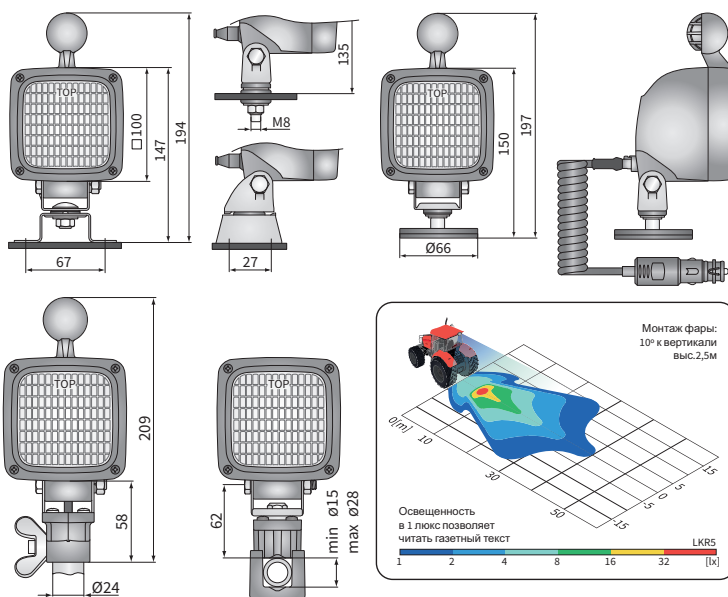 TOP
□100
147
194
67
135
M8
27
TOP
150
197
Ø66
TOP
209
58
Ø24
TOP
62
min ø15
max ø28
Монтаж фары:
10º к вертикали
выс.2,5м
0[m]
10
30
50
15
5
0
-5
-15
Освещенность
в 1 люкс позволяет
читать газетный текст
LKR5
1 2 4 8 16 32 [lx]